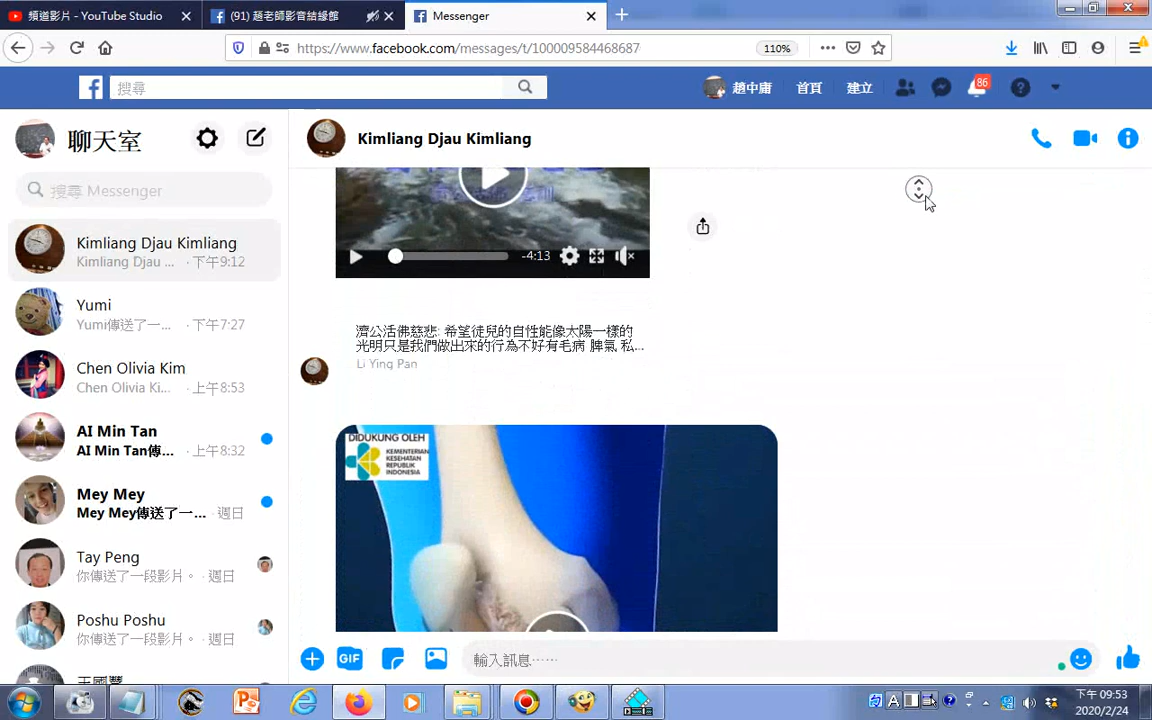 頻道影片 - YouTube Studio
(91) 趙老師影音結緣館
Messenger
https://www.facebook.com/messages/t/100009584468687
110%
搜尋
趙中庸
首頁
建立
86
聊天室
搜尋 Messenger
Kimliang Djau Kimliang
Kimliang Djau ... · 下午9:12
Yumi
Yumi傳送了一... · 下午7:27
Chen Olivia Kim
Chen Olivia Ki... · 上午8:53
AI Min Tan
AI Min Tan傳... · 上午8:32
Mey Mey
Mey Mey傳送了一... · 週日
Tay Peng
你傳送了一段影片。 · 週日
Poshu Poshu
你傳送了一段影片。 · 週日
Kimliang Djau Kimliang
-4:13
濟公活佛慈悲: 希望徒兒的自性能像太陽一樣的
光明只是我們做出來的行為不好有毛病 脾氣 私...
Li Ying Pan
DIDUKUNG OLEH
KEMENTERIAN
KESEHATAN
REPUBLIK
INDONESIA
GIF
輸入訊息……
下午 09:53
2020/2/24